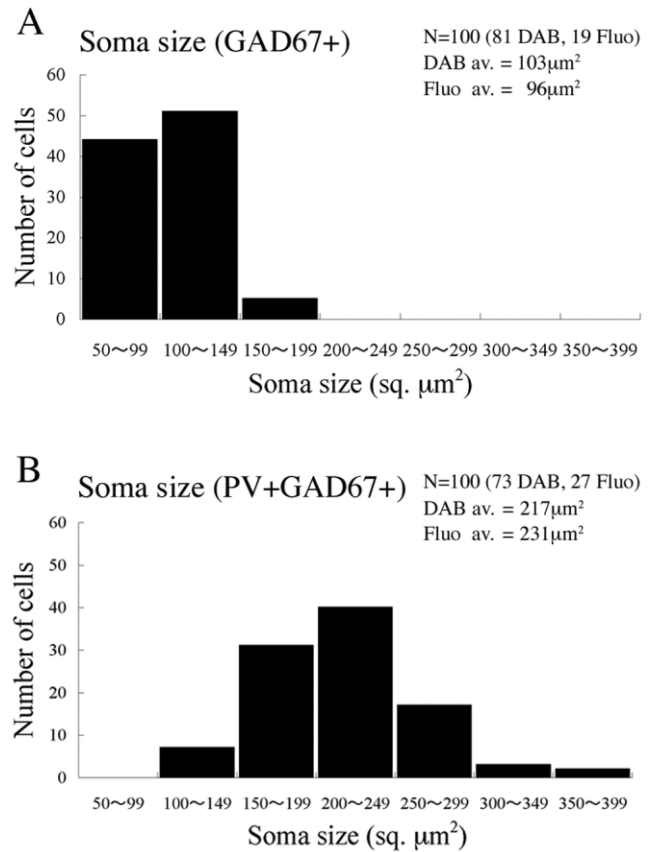 A
Soma size (GAD67+)
N=100 (81 DAB, 19 Fluo)
DAB av. = 103μm²
Fluo av. = 96μm²
Number of cells
60
50
40
30
20
10
0
50〜99 100〜149 150〜199 200〜249 250〜299 300〜349 350〜399
Soma size (sq. μm²)
B
Soma size (PV+GAD67+)
N=100 (73 DAB, 27 Fluo)
DAB av. = 217μm²
Fluo av. = 231μm²
Number of cells
60
50
40
30
20
10
0
50〜99 100〜149 150〜199 200〜249 250〜299 300〜349 350〜399
Soma size (sq. μm²)